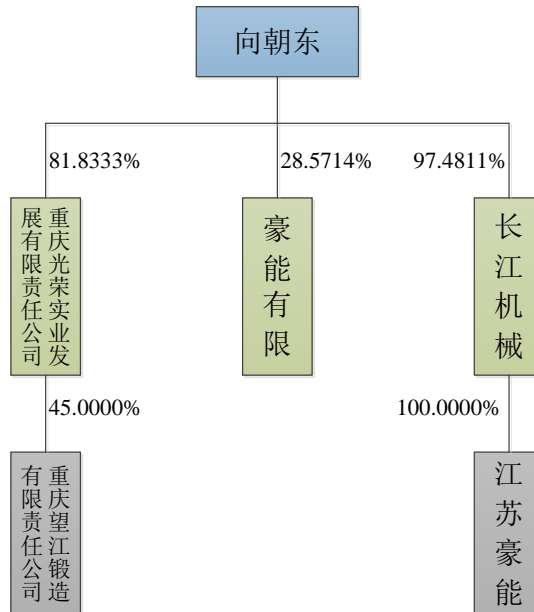 向朝东
81.8333%
28.5714%
97.4811%
重庆光荣实业发
展有限责任公司
豪能有限
长江机械
45.0000%
100.0000%
重庆望江锻造
有限责任公司
江苏豪能